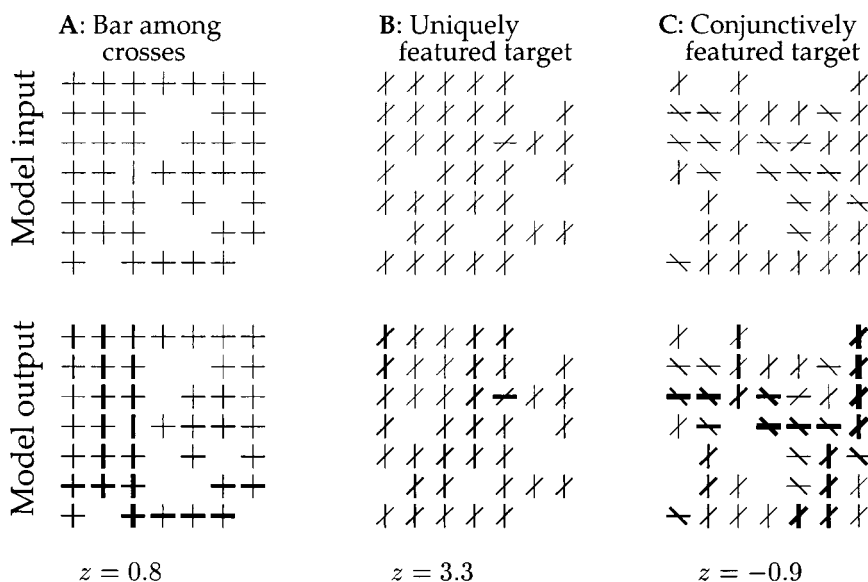 A: Bar among
crosses
B: Uniquely
featured target
C: Conjunctively
featured target
Model input
Model output
z = 0.8
z = 3.3
z = −0.9